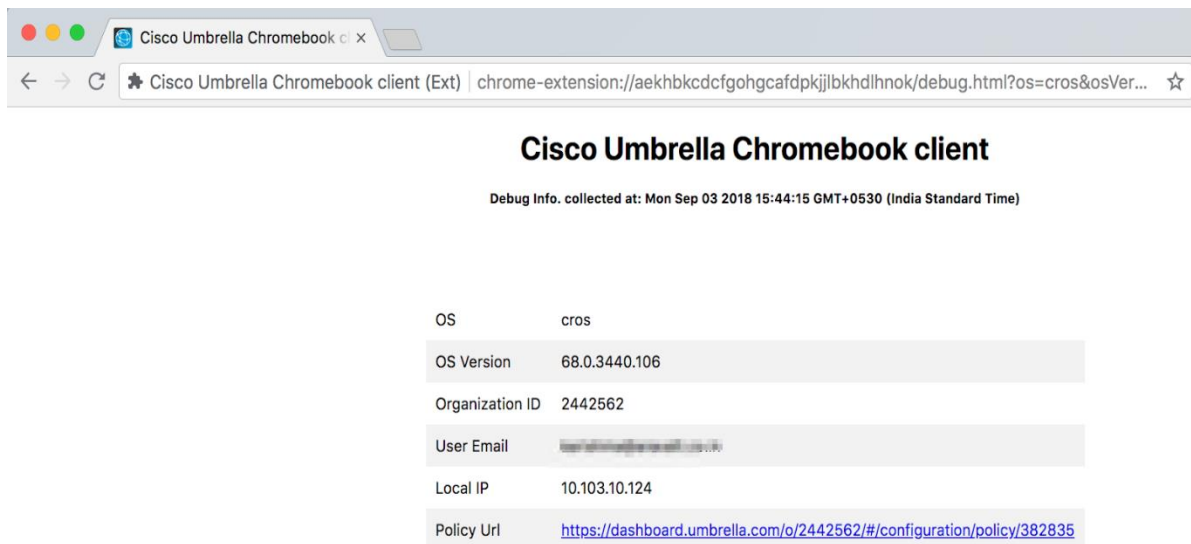 Cisco Umbrella Chromebook cl
Cisco Umbrella Chromebook client (Ext) chrome-extension://aekhbkcdcfgohgcafdpkjjlbkhdlhnok/debug.html?os=cros&osVer...
Cisco Umbrella Chromebook client
Debug Info. collected at: Mon Sep 03 2018 15:44:15 GMT+0530 (India Standard Time)
OS cros
OS Version 68.0.3440.106
Organization ID 2442562
User Email
Local IP 10.103.10.124
Policy Url https://dashboard.umbrella.com/o/2442562/#/configuration/policy/382835